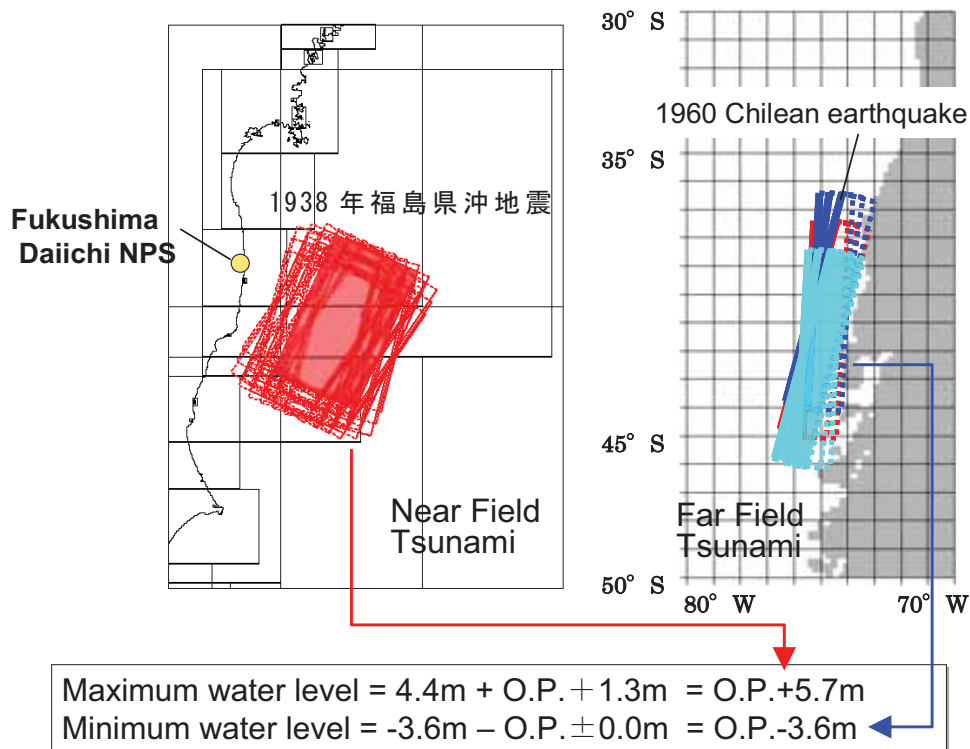 Fukushima
Daiichi NPS
1938 年福島県沖地震
Near Field
Tsunami
30° S
1960 Chilean earthquake
35° S
45° S
Far Field
Tsunami
50° S
80° W
70° W
Maximum water level = 4.4m + O.P.+1.3m = O.P.+5.7m
Minimum water level = -3.6m – O.P.±0.0m = O.P.-3.6m